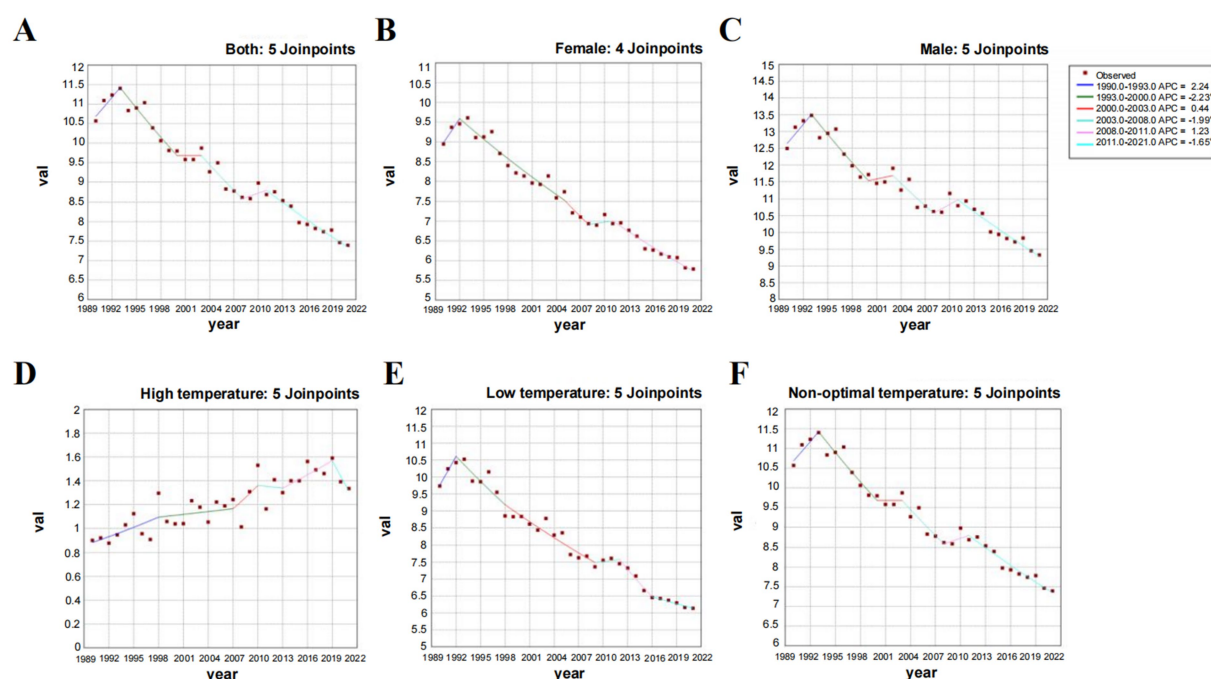 A
Both: 5 Joinpoints
12
11.5
11
10.5
10
9.5
9
8.5
8
7.5
7
6.5
6
val
1989 1992 1995 1998 2001 2004 2007 2010 2013 2016 2019 2022
year
B
Female: 4 Joinpoints
11
10.5
10
9.5
9
8.5
8
7.5
7
6.5
6
5.5
5
val
1989 1992 1995 1998 2001 2004 2007 2010 2013 2016 2019 2022
year
C
Male: 5 Joinpoints
15
14.5
14
13.5
13
12.5
12
11.5
11
10.5
10
9.5
9
8.5
8
val
1989 1992 1995 1998 2001 2004 2007 2010 2013 2016 2019 2022
year
Observed
1990.0-1993.0 APC = 2.24
1993.0-2000.0 APC = -2.23*
2000.0-2003.0 APC = 0.44
2003.0-2008.0 APC = -1.99*
2008.0-2011.0 APC = 1.23
2011.0-2021.0 APC = -1.65*
D
High temperature: 5 Joinpoints
2
1.8
1.6
1.4
1.2
1
0.8
0.6
0.4
0.2
0
val
1989 1992 1995 1998 2001 2004 2007 2010 2013 2016 2019 2022
year
E
Low temperature: 5 Joinpoints
12
11.5
11
10.5
10
9.5
9
8.5
8
7.5
7
6.5
6
5.5
5
val
1989 1992 1995 1998 2001 2004 2007 2010 2013 2016 2019 2022
year
F
Non-optimal temperature: 5 Joinpoints
12
11.5
11
10.5
10
9.5
9
8.5
8
7.5
7
6.5
6
val
1989 1992 1995 1998 2001 2004 2007 2010 2013 2016 2019 2022
year